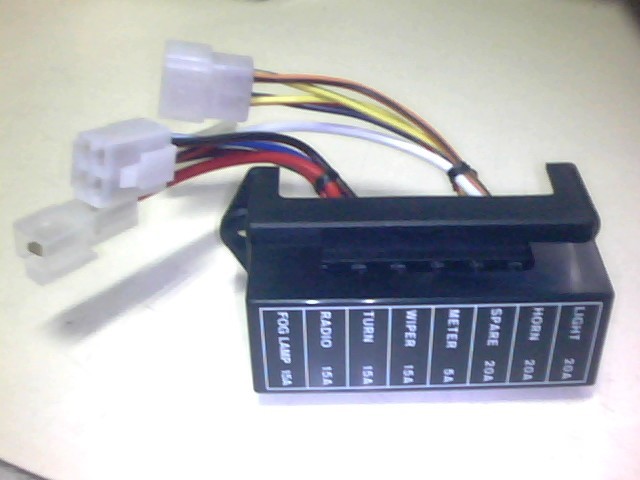 FOG LAMP 15A
RADIO 15A
TURN 15A
WIPER 15A
METER 5A
SPARE 20A
HORN 20A
LIGHT 20A